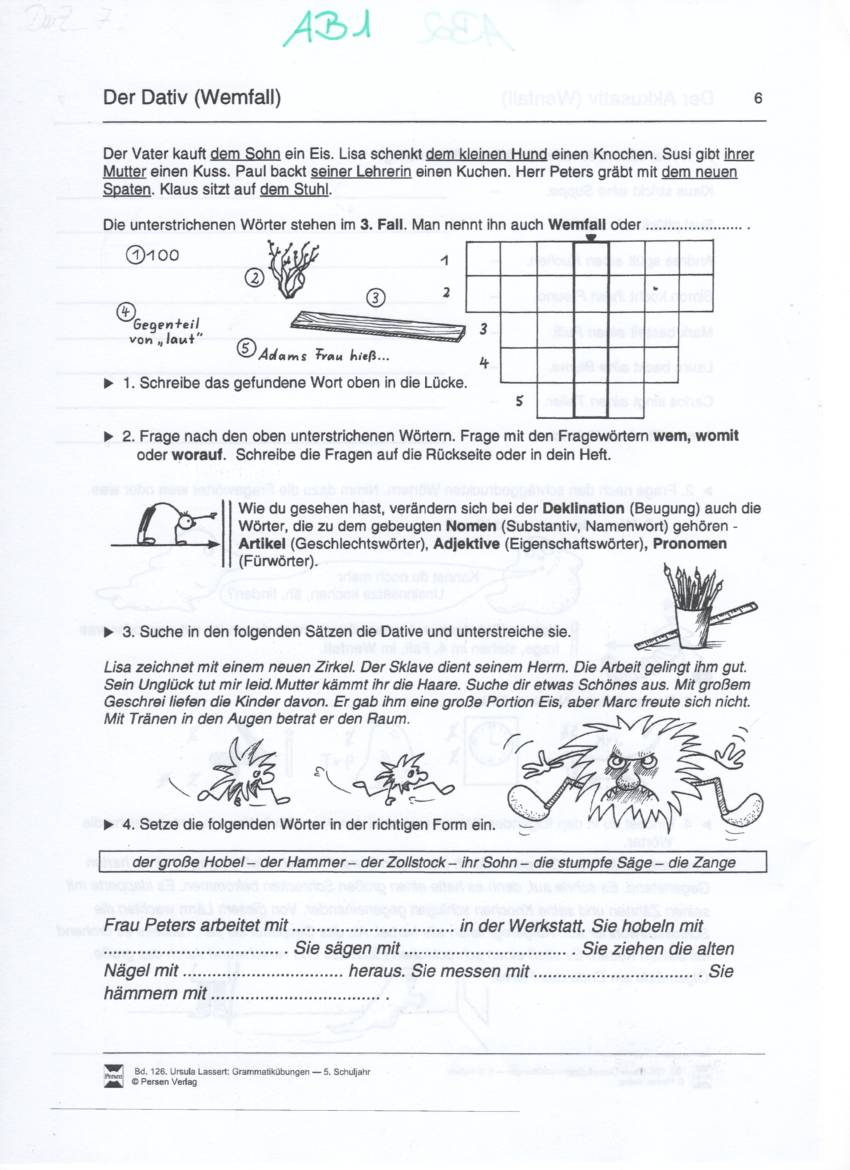 AB1
Der Dativ (Wemfall) 6
Der Vater kauft dem Sohn ein Eis. Lisa schenkt dem kleinen Hund einen Knochen. Susi gibt ihrer
Mutter einen Kuss. Paul backt seiner Lehrerin einen Kuchen. Herr Peters gräbt mit dem neuen
Spaten. Klaus sitzt auf dem Stuhl.
Die unterstrichenen Wörter stehen im 3. Fall. Man nennt ihn auch Wemfall oder ...................... .
① 100
②
③
④ Gegenteil
von „laut"
⑤ Adams Frau hieß...
1
2
3
4
5
▶ 1. Schreibe das gefundene Wort oben in die Lücke.
▶ 2. Frage nach den oben unterstrichenen Wörtern. Frage mit den Fragewörtern wem, womit
oder worauf. Schreibe die Fragen auf die Rückseite oder in dein Heft.
Wie du gesehen hast, verändern sich bei der Deklination (Beugung) auch die
Wörter, die zu dem gebeugten Nomen (Substantiv, Namenwort) gehören -
Artikel (Geschlechtswörter), Adjektive (Eigenschaftswörter), Pronomen
(Fürwörter).
▶ 3. Suche in den folgenden Sätzen die Dative und unterstreiche sie.
Lisa zeichnet mit einem neuen Zirkel. Der Sklave dient seinem Herrn. Die Arbeit gelingt ihm gut.
Sein Unglück tut mir leid. Mutter kämmt ihr die Haare. Suche dir etwas Schönes aus. Mit großem
Geschrei liefen die Kinder davon. Er gab ihm eine große Portion Eis, aber Marc freute sich nicht.
Mit Tränen in den Augen betrat er den Raum.
▶ 4. Setze die folgenden Wörter in der richtigen Form ein.
der große Hobel – der Hammer – der Zollstock – ihr Sohn – die stumpfe Säge – die Zange
Frau Peters arbeitet mit ............................... in der Werkstatt. Sie hobeln mit
................................... Sie sägen mit ............................... . Sie ziehen die alten
Nägel mit ............................... heraus. Sie messen mit ............................... . Sie
hämmern mit ............................... .
Persen
Bd. 126. Ursula Lassert: Grammatikübungen — 5. Schuljahr
© Persen Verlag